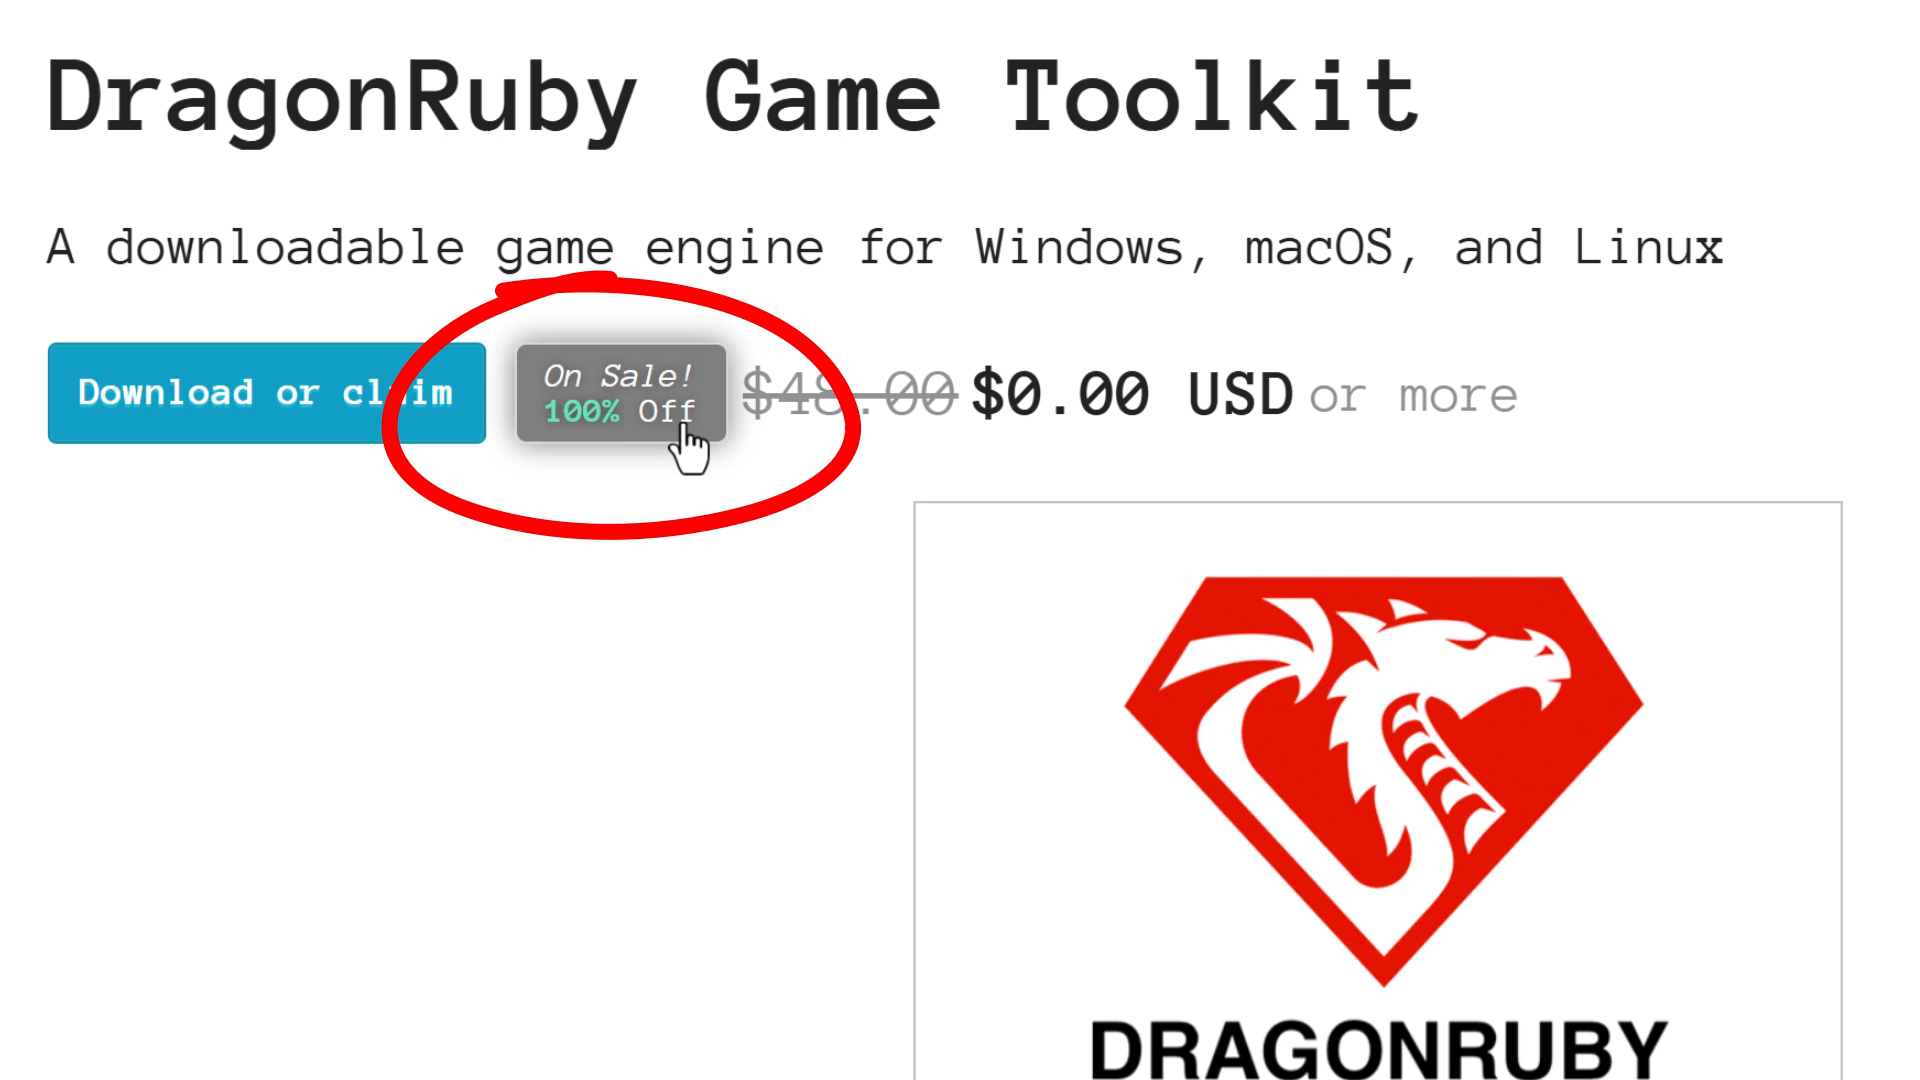 DragonRuby Game Toolkit
A downloadable game engine for Windows, macOS, and Linux
Download or claim
On Sale!
100% Off
$48.00 $0.00 USD or more
DRAGONRUBY